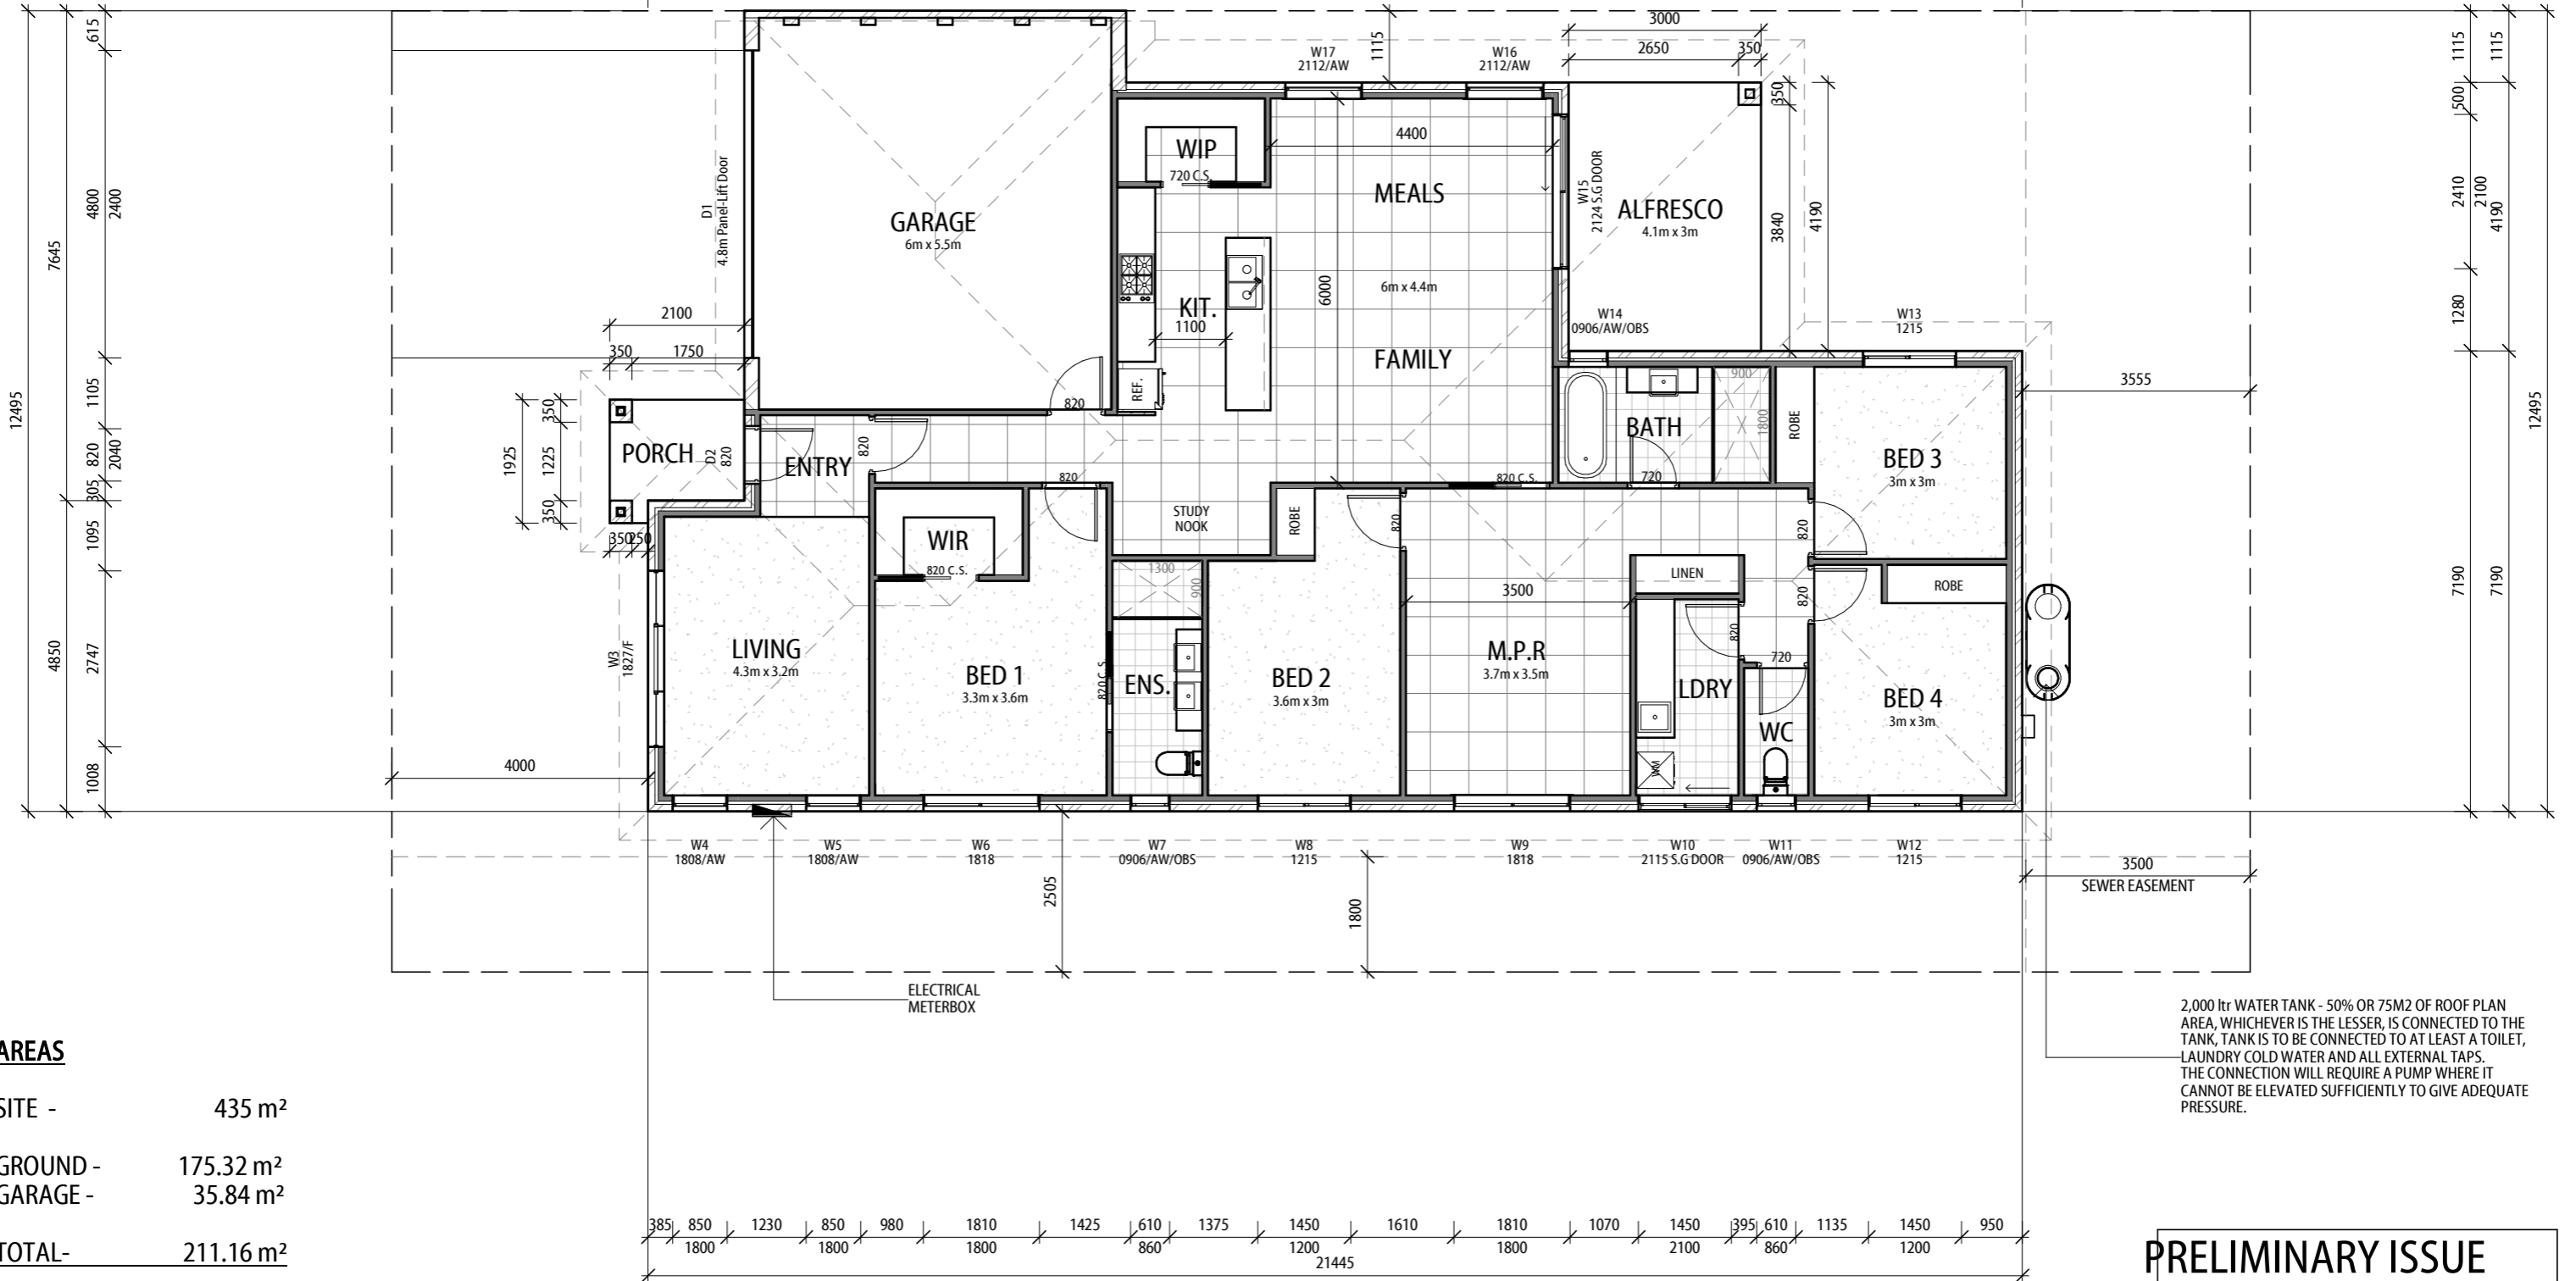 3000
2650
350
615
1115
1115
1115
W17
2112/AW
W16
2112/AW
350
500
WIP
720 C.S.
4400
MEALS
D1
4.8m Panel-Lift Door
W15
2124 S.G DOOR
ALFRESCO
4.1m x 3m
3840
4190
2410
2100
4190
4800
2400
GARAGE
6m x 5.5m
7645
6000
6m x 4.4m
KIT.
1100
2100
350
1750
W14
0906/AW/OBS
W13
1215
1280
FAMILY
REF.
900
3555
12495
1105
1925
350
1225
350
820
820
ROBE
1800
12495
PORCH
D2
820
ENTRY
820
BATH
BED 3
3m x 3m
820
2040
305
820
820 C.S.
720
350
250
1095
STUDY
NOOK
ROBE
820
820
WIR
820 C.S.
1300
900
3500
LINEN
820
ROBE
7190
7190
4850
2747
W3
1827/F
LIVING
4.3m x 3.2m
BED 1
3.3m x 3.6m
820 C.S.
ENS.
BED 2
3.6m x 3m
M.P.R
3.7m x 3.5m
LDRY
820
720
WC
BED 4
3m x 3m
WM
1008
4000
W4
1808/AW
W5
1808/AW
W6
1818
W7
0906/AW/OBS
W8
1215
W9
1818
W10
2115 S.G DOOR
W11
0906/AW/OBS
W12
1215
3500
SEWER EASEMENT
2505
1800
ELECTRICAL
METERBOX
2,000 ltr WATER TANK - 50% OR 75M2 OF ROOF PLAN
AREA, WHICHEVER IS THE LESSER, IS CONNECTED TO THE
TANK, TANK IS TO BE CONNECTED TO AT LEAST A TOILET,
LAUNDRY COLD WATER AND ALL EXTERNAL TAPS.
THE CONNECTION WILL REQUIRE A PUMP WHERE IT
CANNOT BE ELEVATED SUFFICIENTLY TO GIVE ADEQUATE
PRESSURE.
AREAS
SITE - 435 m²
GROUND - 175.32 m²
GARAGE - 35.84 m²
TOTAL- 211.16 m²
385 850 1230 850 980 1810 1425 610 1375 1450 1610 1810 1070 1450 395 610 1135 1450 950
1800 1800 1800 860 1200 1800 2100 860 1200
21445
PRELIMINARY ISSUE